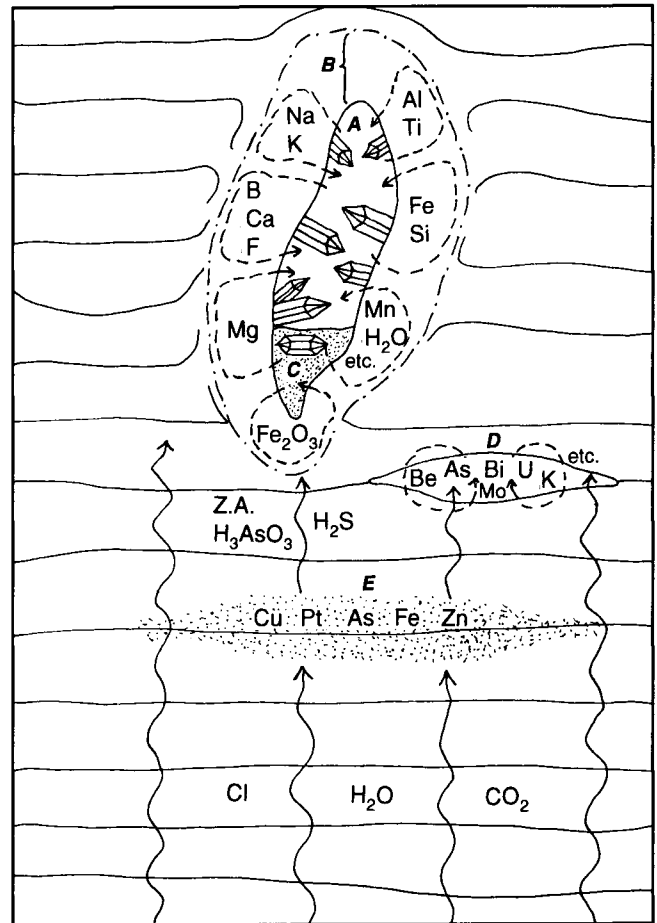 B
A
Na
K
Al
Ti
B
Ca
F
Fe
Si
Mg
Mn
H₂O
etc.
C
Fe₂O₃
D
etc.
Be As Bi U K
Mo
Z.A.
H₃AsO₃ H₂S
E
Cu Pt As Fe Zn
Cl H₂O CO₂